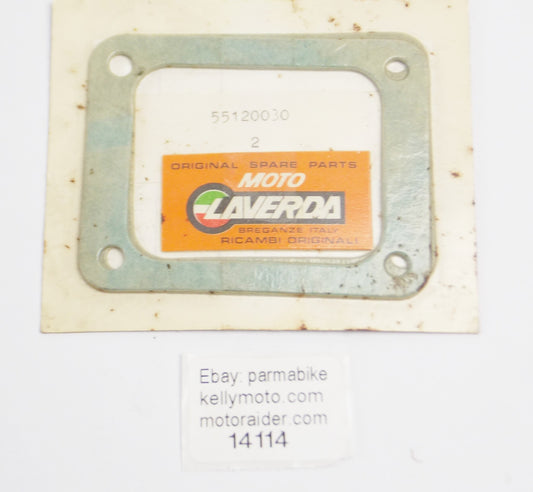 55120030
2
ORIGINAL SPARE PARTS
MOTO
LAVERDA
BREGANZE ITALY
RICAMBI ORIGINALI
Ebay: parmabike
kellymoto.com
motoraider.com
14114